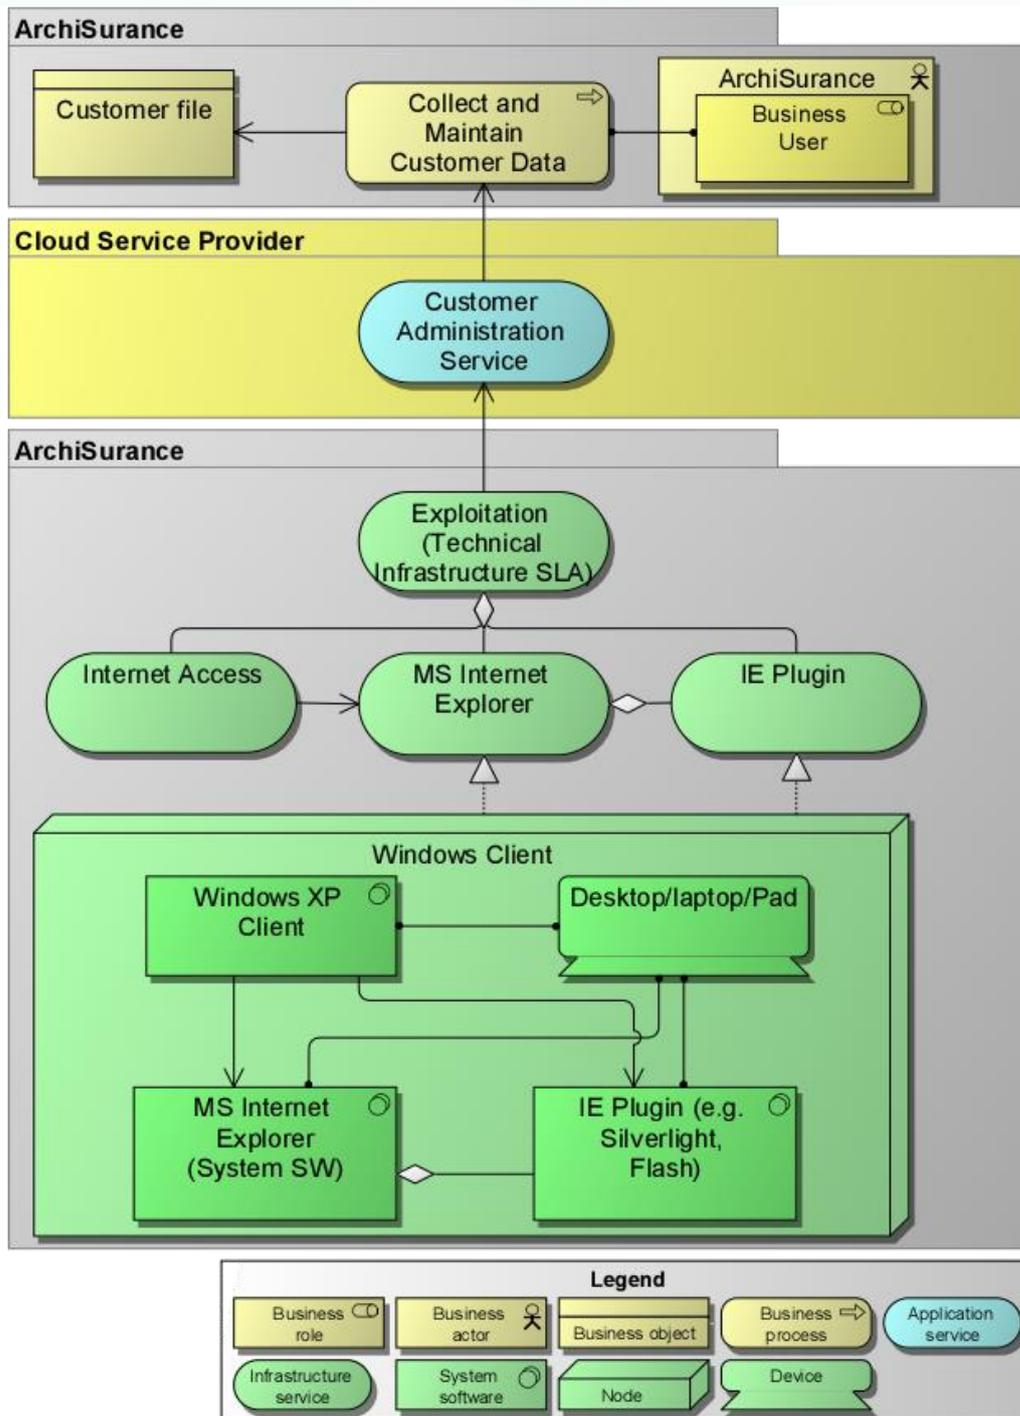 ArchiSurance
Customer file
Collect and
Maintain
Customer Data
ArchiSurance
Business
User
Cloud Service Provider
Customer
Administration
Service
ArchiSurance
Exploitation
(Technical
Infrastructure SLA)
Internet Access
MS Internet
Explorer
IE Plugin
Windows Client
Windows XP
Client
Desktop/laptop/Pad
MS Internet
Explorer
(System SW)
IE Plugin (e.g.
Silverlight,
Flash)
Legend
Business
role
Business
actor
Business object
Business
process
Application
service
Infrastructure
service
System
software
Node
Device